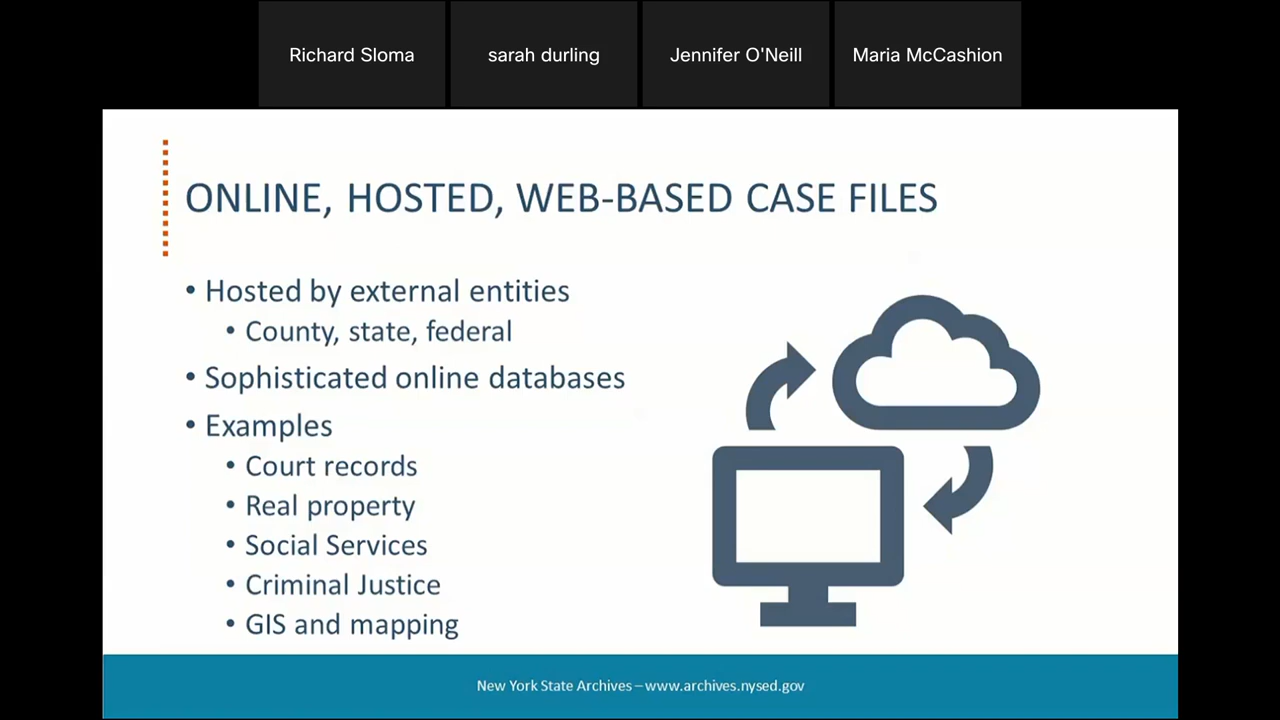 Richard Sloma
sarah durling
Jennifer O'Neill
Maria McCashion
ONLINE, HOSTED, WEB-BASED CASE FILES
• Hosted by external entities
• County, state, federal
• Sophisticated online databases
• Examples
• Court records
• Real property
• Social Services
• Criminal Justice
• GIS and mapping
New York State Archives – www.archives.nysed.gov